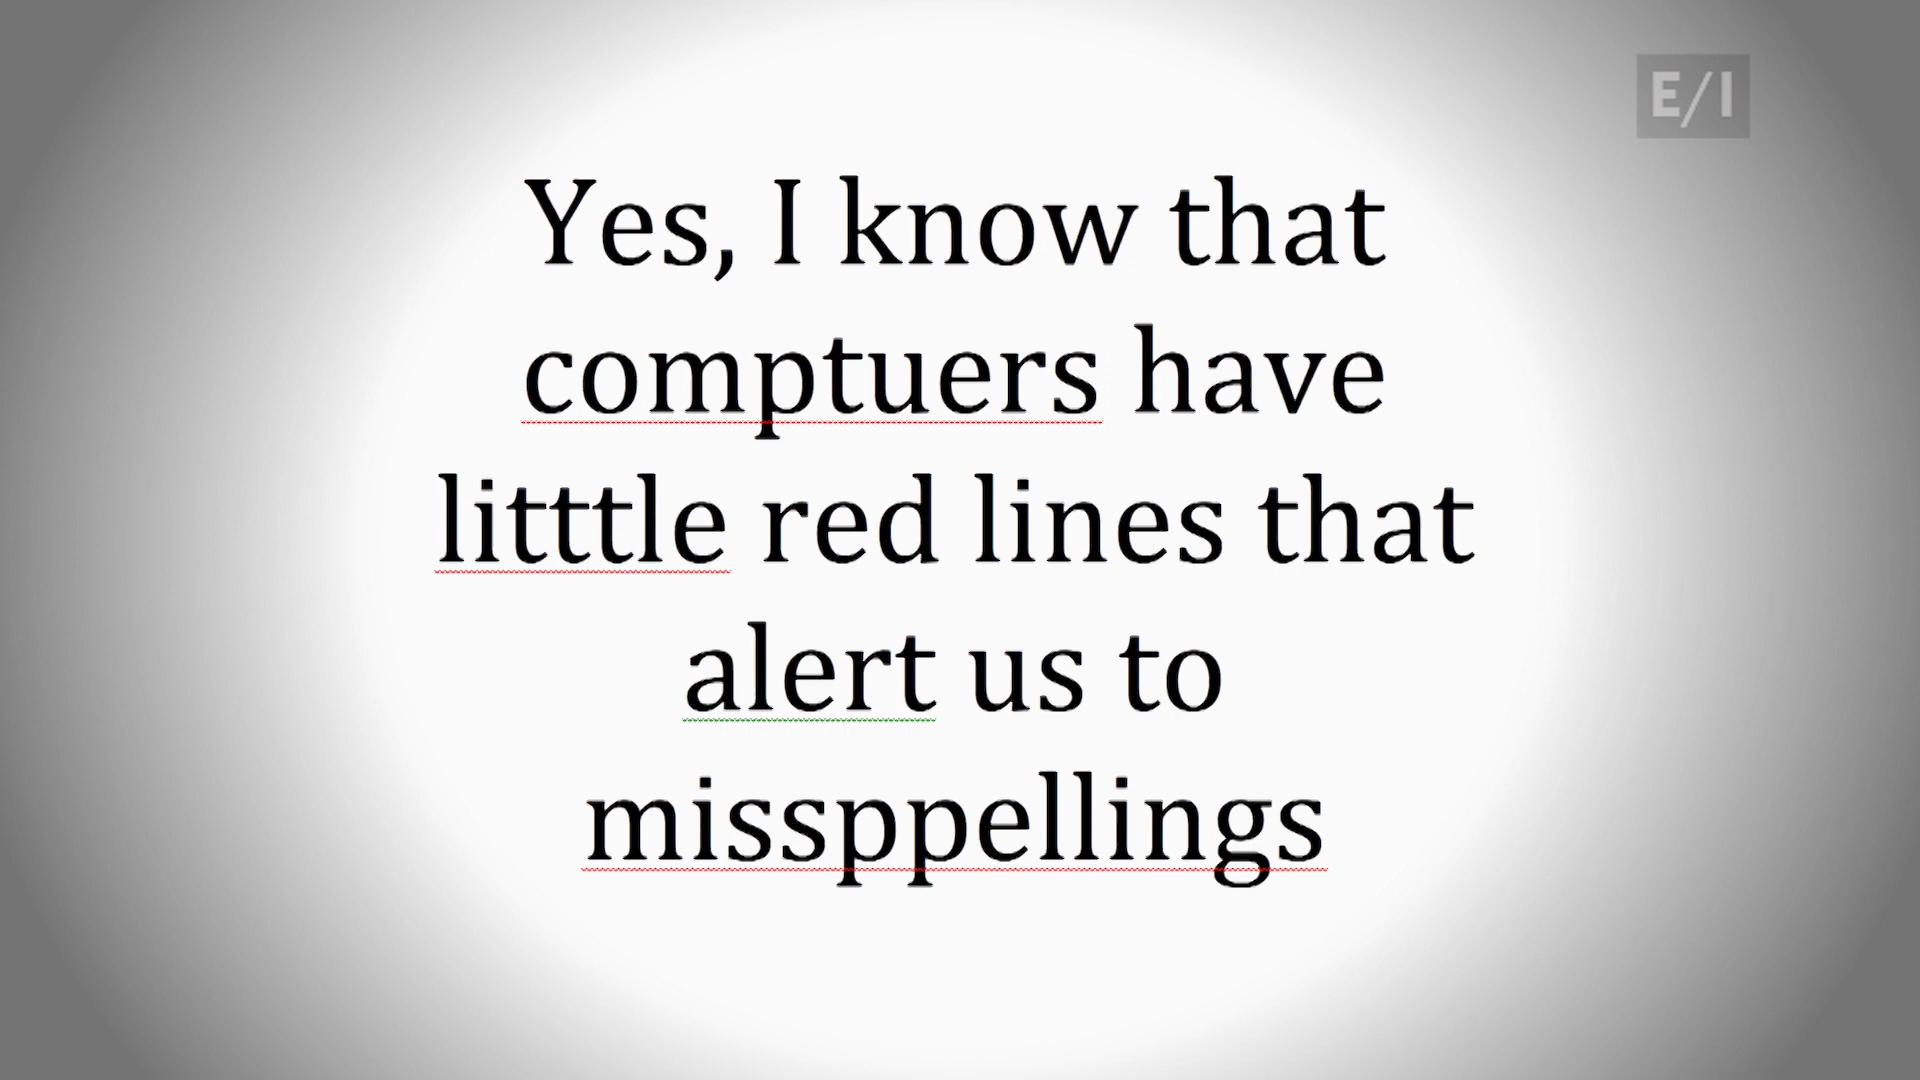 E/I
Yes, I know that
comptuers have
litttle red lines that
alert us to
missppellings